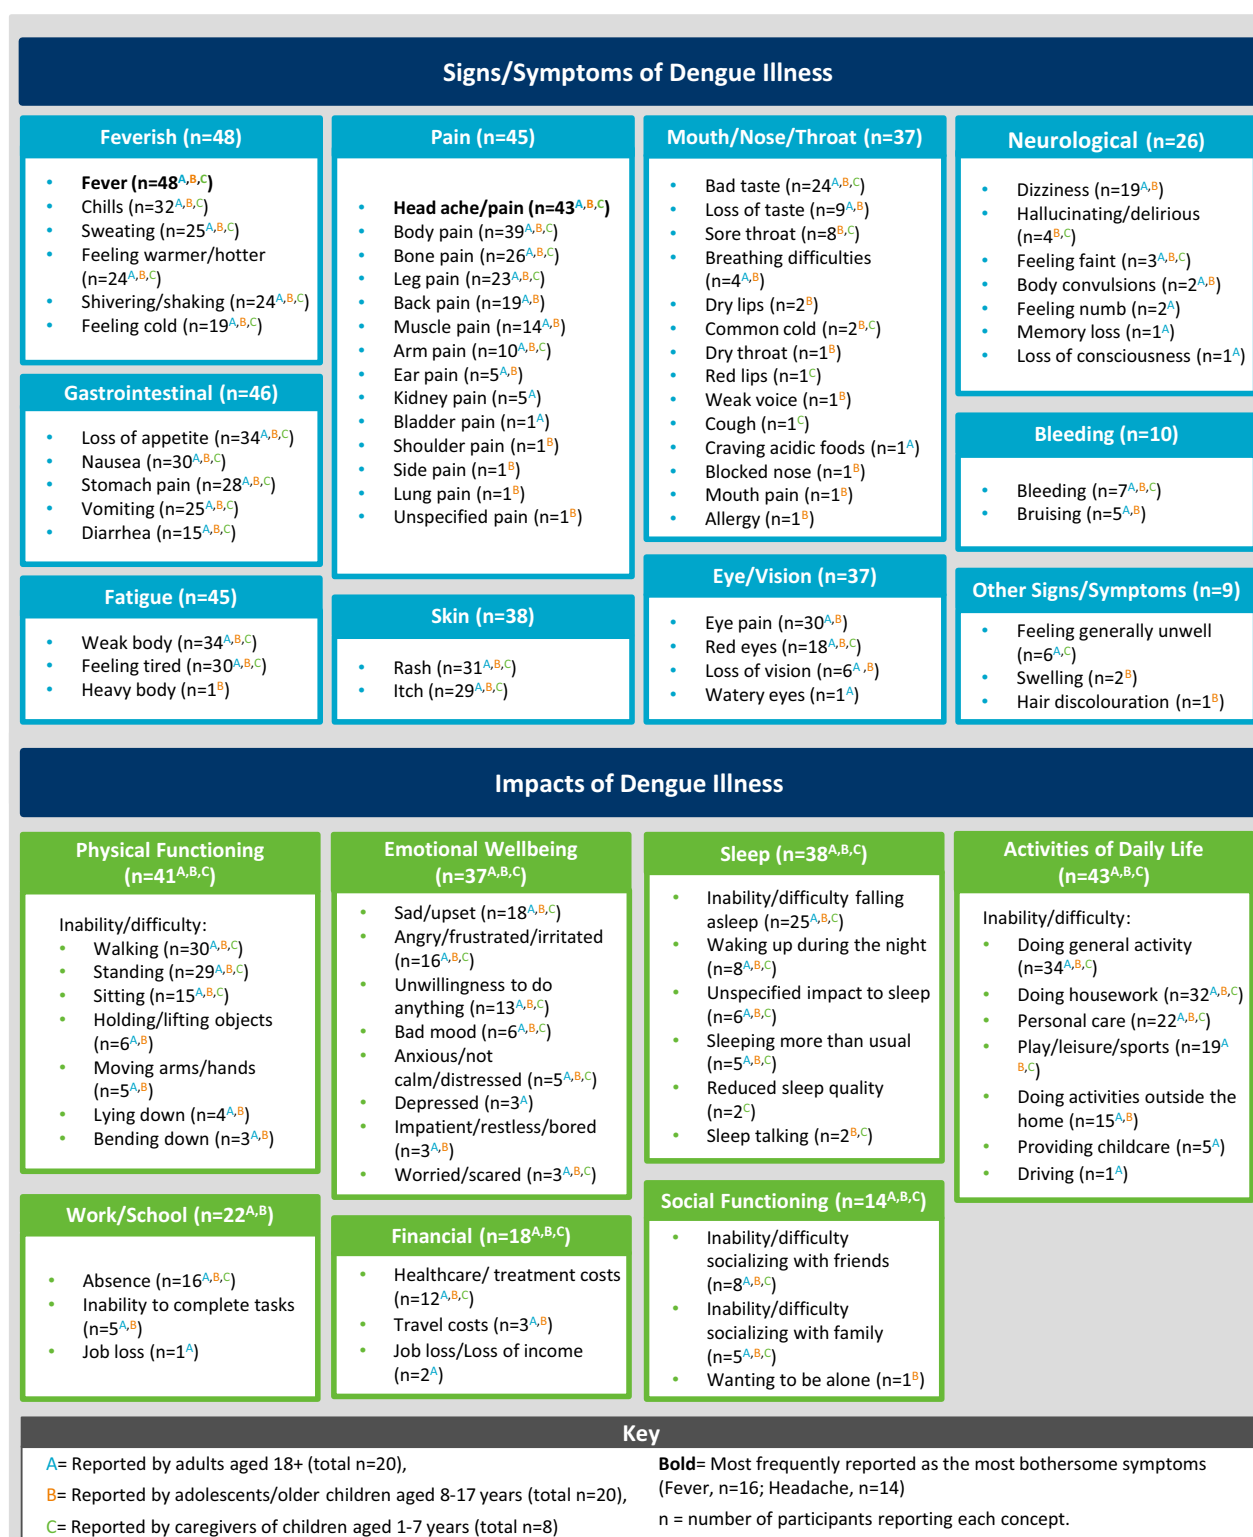 Signs/Symptoms of Dengue Illness
Feverish (n=48)
• Fever (n=48A,B,C)
• Chills (n=32A,B,C)
• Sweating (n=25A,B,C)
• Feeling warmer/hotter
(n=24A,B,C)
• Shivering/shaking (n=24A,B,C)
• Feeling cold (n=19A,B,C)
Gastrointestinal (n=46)
• Loss of appetite (n=34A,B,C)
• Nausea (n=30A,B,C)
• Stomach pain (n=28A,B,C)
• Vomiting (n=25A,B,C)
• Diarrhea (n=15A,B,C)
Fatigue (n=45)
• Weak body (n=34A,B,C)
• Feeling tired (n=30A,B,C)
• Heavy body (n=1B)
Pain (n=45)
• Head ache/pain (n=43A,B,C)
• Body pain (n=39A,B,C)
• Bone pain (n=26A,B,C)
• Leg pain (n=23A,B,C)
• Back pain (n=19A,B)
• Muscle pain (n=14A,B)
• Arm pain (n=10A,B,C)
• Ear pain (n=5A,B)
• Kidney pain (n=5A)
• Bladder pain (n=1A)
• Shoulder pain (n=1B)
• Side pain (n=1B)
• Lung pain (n=1B)
• Unspecified pain (n=1B)
Skin (n=38)
• Rash (n=31A,B,C)
• Itch (n=29A,B,C)
Mouth/Nose/Throat (n=37)
• Bad taste (n=24A,B,C)
• Loss of taste (n=9A,B)
• Sore throat (n=8B,C)
• Breathing difficulties
(n=4A,B)
• Dry lips (n=2B)
• Common cold (n=2B,C)
• Dry throat (n=1B)
• Red lips (n=1C)
• Weak voice (n=1B)
• Cough (n=1C)
• Craving acidic foods (n=1A)
• Blocked nose (n=1B)
• Mouth pain (n=1B)
• Allergy (n=1B)
Eye/Vision (n=37)
• Eye pain (n=30A,B)
• Red eyes (n=18A,B,C)
• Loss of vision (n=6A ,B)
• Watery eyes (n=1A)
Neurological (n=26)
• Dizziness (n=19A,B)
• Hallucinating/delirious
(n=4B,C)
• Feeling faint (n=3A,B,C)
• Body convulsions (n=2A,B)
• Feeling numb (n=2A)
• Memory loss (n=1A)
• Loss of consciousness (n=1A)
Bleeding (n=10)
• Bleeding (n=7A,B,C)
• Bruising (n=5A,B)
Other Signs/Symptoms (n=9)
• Feeling generally unwell
(n=6A,C)
• Swelling (n=2B)
• Hair discolouration (n=1B)
Impacts of Dengue Illness
Physical Functioning
(n=41A,B,C)
Inability/difficulty:
• Walking (n=30A,B,C)
• Standing (n=29A,B,C)
• Sitting (n=15A,B,C)
• Holding/lifting objects
(n=6A,B)
• Moving arms/hands
(n=5A,B)
• Lying down (n=4A,B)
• Bending down (n=3A,B)
Work/School (n=22A,B)
• Absence (n=16A,B,C)
• Inability to complete tasks
(n=5A,B)
• Job loss (n=1A)
Emotional Wellbeing
(n=37A,B,C)
• Sad/upset (n=18A,B,C)
• Angry/frustrated/irritated
(n=16A,B,C)
• Unwillingness to do
anything (n=13A,B,C)
• Bad mood (n=6A,B,C)
• Anxious/not
calm/distressed (n=5A,B,C)
• Depressed (n=3A)
• Impatient/restless/bored
(n=3A,B)
• Worried/scared (n=3A,B,C)
Financial (n=18A,B,C)
• Healthcare/ treatment costs
(n=12A,B,C)
• Travel costs (n=3A,B)
• Job loss/Loss of income
(n=2A)
Sleep (n=38A,B,C)
• Inability/difficulty falling
asleep (n=25A,B,C)
• Waking up during the night
(n=8A,B,C)
• Unspecified impact to sleep
(n=6A,B,C)
• Sleeping more than usual
(n=5A,B,C)
• Reduced sleep quality
(n=2C)
• Sleep talking (n=2B,C)
Social Functioning (n=14A,B,C)
• Inability/difficulty
socializing with friends
(n=8A,B,C)
• Inability/difficulty
socializing with family
(n=5A,B,C)
• Wanting to be alone (n=1B)
Activities of Daily Life
(n=43A,B,C)
Inability/difficulty:
• Doing general activity
(n=34A,B,C)
• Doing housework (n=32A,B,C)
• Personal care (n=22A,B,C)
• Play/leisure/sports (n=19A
B,C)
• Doing activities outside the
home (n=15A,B)
• Providing childcare (n=5A)
• Driving (n=1A)
Key
A= Reported by adults aged 18+ (total n=20),
B= Reported by adolescents/older children aged 8-17 years (total n=20),
C= Reported by caregivers of children aged 1-7 years (total n=8)
Bold= Most frequently reported as the most bothersome symptoms
(Fever, n=16; Headache, n=14)
n = number of participants reporting each concept.